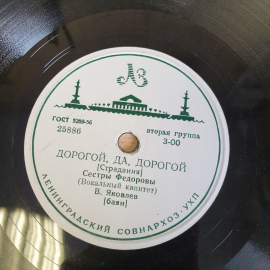 ЛЗ
ГОСТ 5289-56
25886
вторая группа
3-00
ДОРОГОЙ, ДА, ДОРОГОЙ
[Страдания]
Сестры Федоровы
(Вокальный квинтет)
В. Яковлев
[баян]
ЛЕНИНГРАДСКИЙ СОВНАРХОЗ-УХП